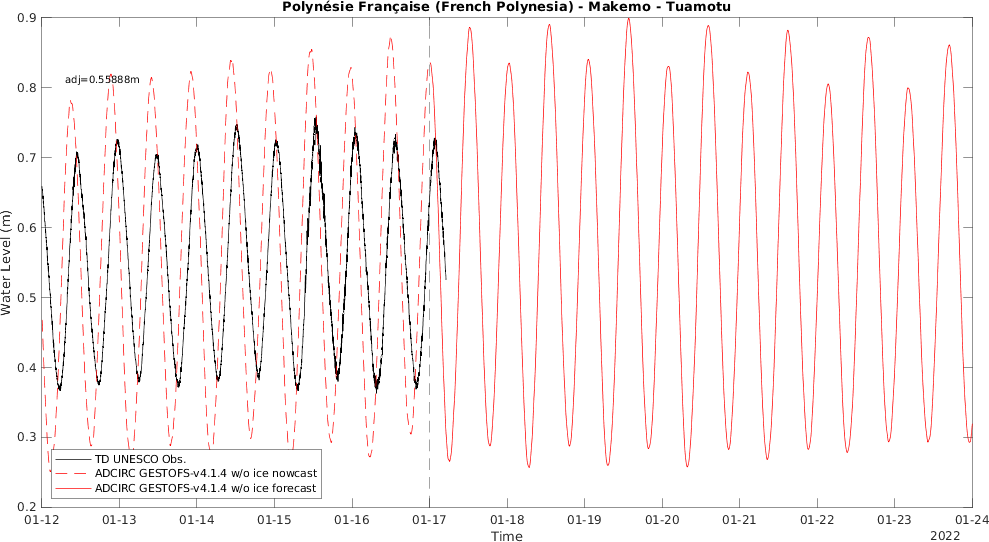 Polynésie Française (French Polynesia) - Makemo - Tuamotu
adj=0.55888m
Water Level (m)
0.9
0.8
0.7
0.6
0.5
0.4
0.3
0.2
TD UNESCO Obs.
ADCIRC GESTOFS-v4.1.4 w/o ice nowcast
ADCIRC GESTOFS-v4.1.4 w/o ice forecast
01-12 01-13 01-14 01-15 01-16 01-17 01-18 01-19 01-20 01-21 01-22 01-23 01-24
Time
2022